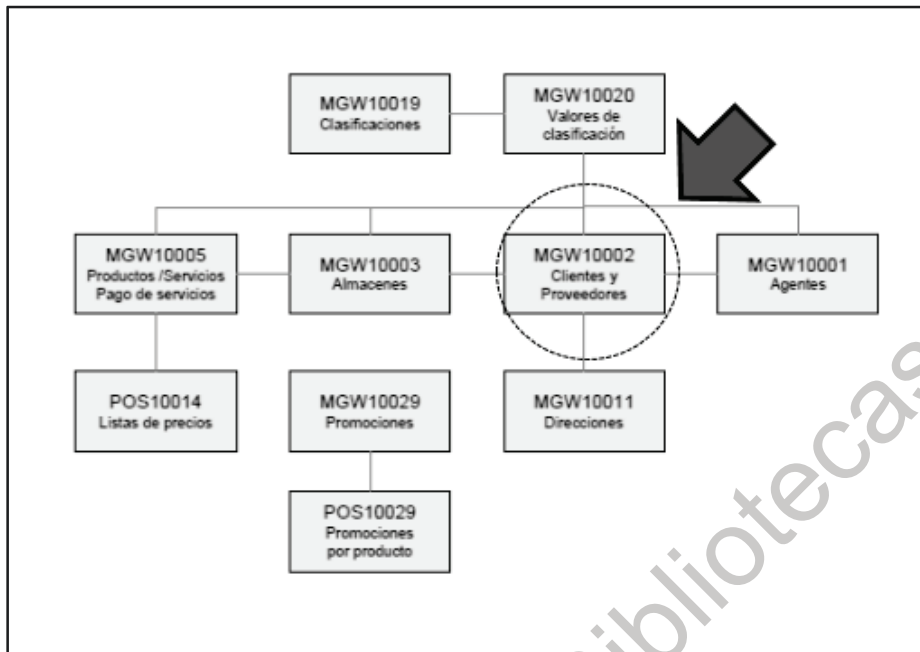 MGW10019
Clasificaciones
MGW10020
Valores de
clasificación
MGW10005
Productos /Servicios
Pago de servicios
MGW10003
Almacenes
MGW10002
Clientes y
Proveedores
MGW10001
Agentes
POS10014
Listas de precios
MGW10029
Promociones
MGW10011
Direcciones
POS10029
Promociones
por producto
bibliotecas